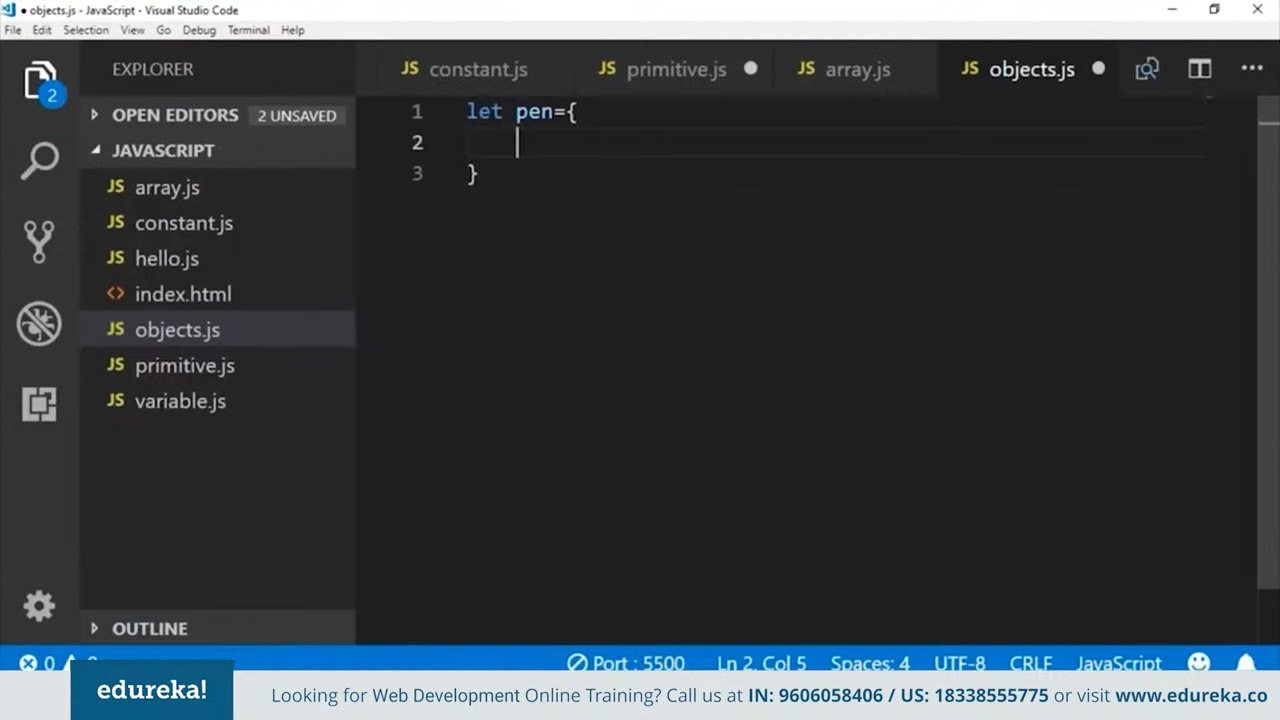 ● objects.js - JavaScript - Visual Studio Code
File Edit Selection View Go Debug Terminal Help
EXPLORER
JS constant.js JS primitive.js ● JS array.js JS objects.js ●
2
OPEN EDITORS 2 UNSAVED
JAVASCRIPT
JS array.js
JS constant.js
JS hello.js
<> index.html
JS objects.js
JS primitive.js
JS variable.js
OUTLINE
1 let pen={
2
3 }
0 Port : 5500 Ln 2, Col 5 Spaces: 4 UTF-8 CRLF JavaScript
edureka!
Looking for Web Development Online Training? Call us at IN: 9606058406 / US: 18338555775 or visit www.edureka.co